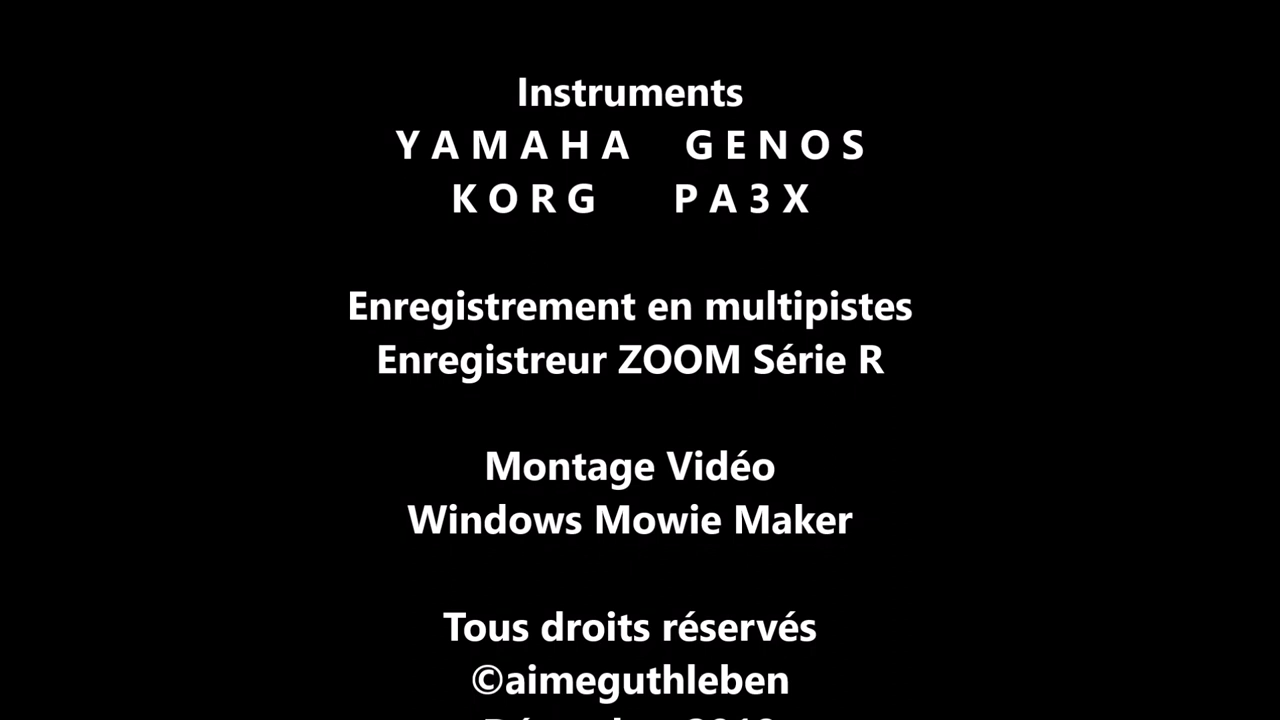 Instruments
Y A M A H A G E N O S
K O R G P A 3 X
Enregistrement en multipistes
Enregistreur ZOOM Série R
Montage Vidéo
Windows Mowie Maker
Tous droits réservés
©aimeguthleben